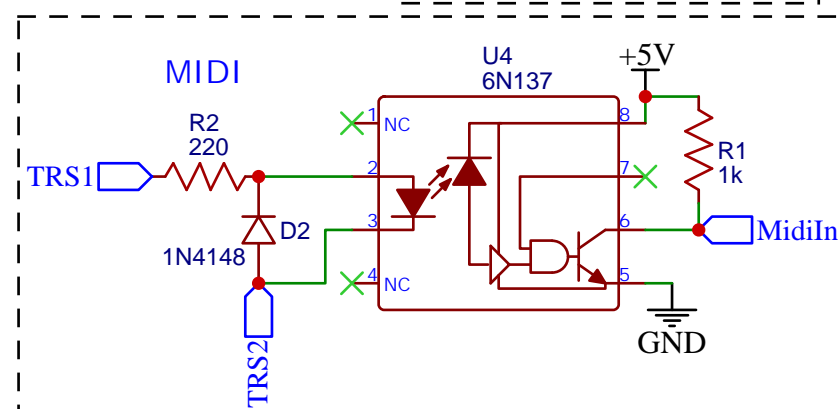 MIDI
U4
6N137
+5V
1
NC
8
R2
220
R1
1k
TRS1
2
7
3
6
D2
1N4148
MidiIn
4
NC
5
GND
TRS2